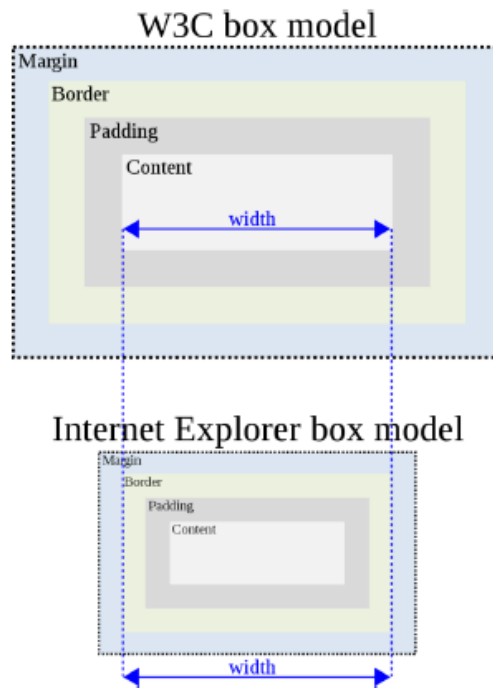 W3C box model
Margin
Border
Padding
Content
width
Internet Explorer box model
Margin
Border
Padding
Content
width